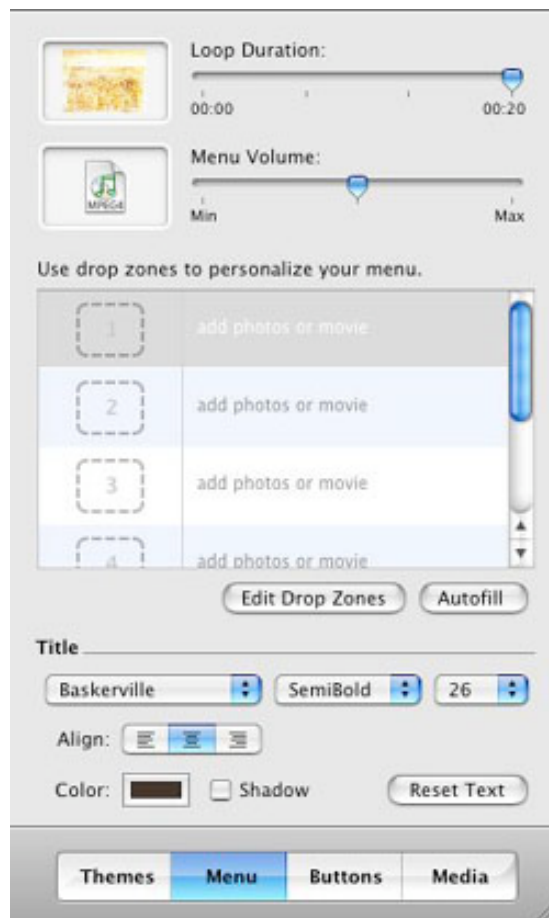 Loop Duration:
00:00 00:20
MPEG4
Menu Volume:
Min Max
Use drop zones to personalize your menu.
1 add photos or movie
2 add photos or movie
3 add photos or movie
4 add photos or movie
Edit Drop Zones Autofill
Title
Baskerville SemiBold 26
Align:
Color: Shadow Reset Text
Themes Menu Buttons Media